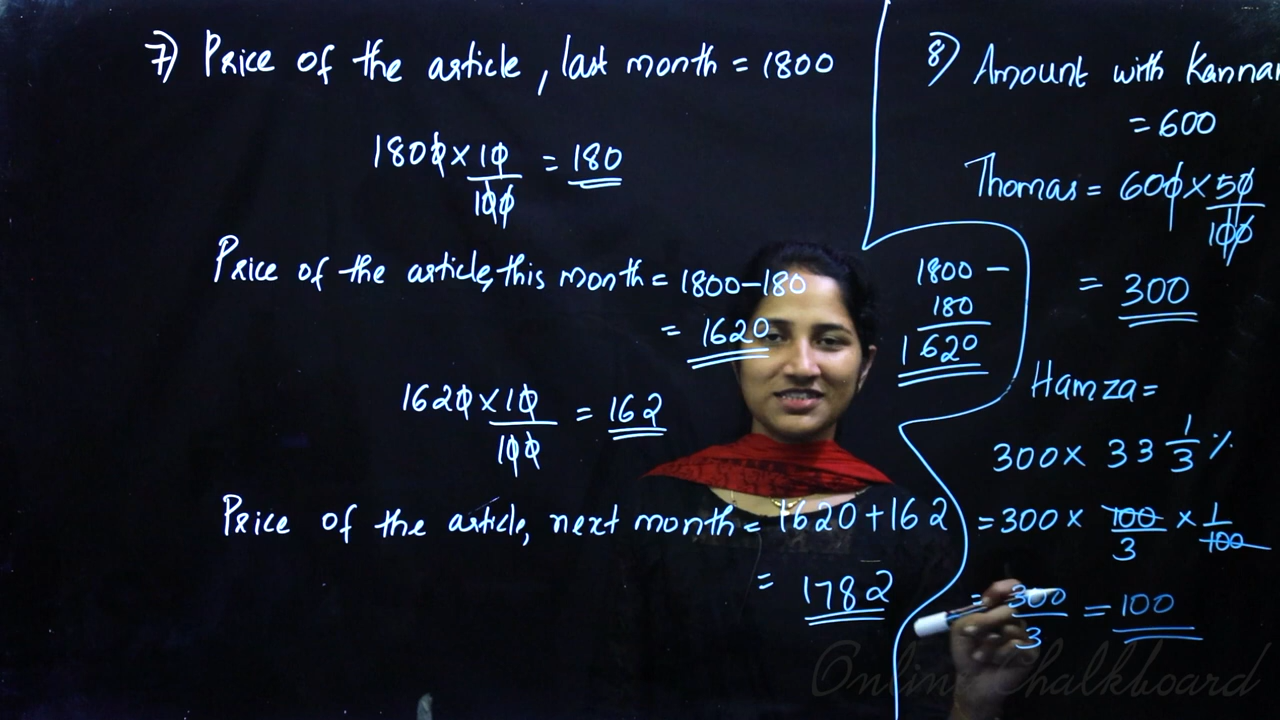 7) Price of the article, last month = 1800
1800 × 10/100 = 180
Price of the article, this month = 1800 – 180
= 1620
1800 –
180
1620
1620 × 10/100 = 162
Price of the article, next month = 1620 + 162
= 1782
8) Amount with Kannan
= 600
Thomas = 600 × 50/100
= 300
Hamza =
300 × 33 1/3 %
= 300 × 100/3 × 1/100
= 300/3 = 100
Online Chalkboard